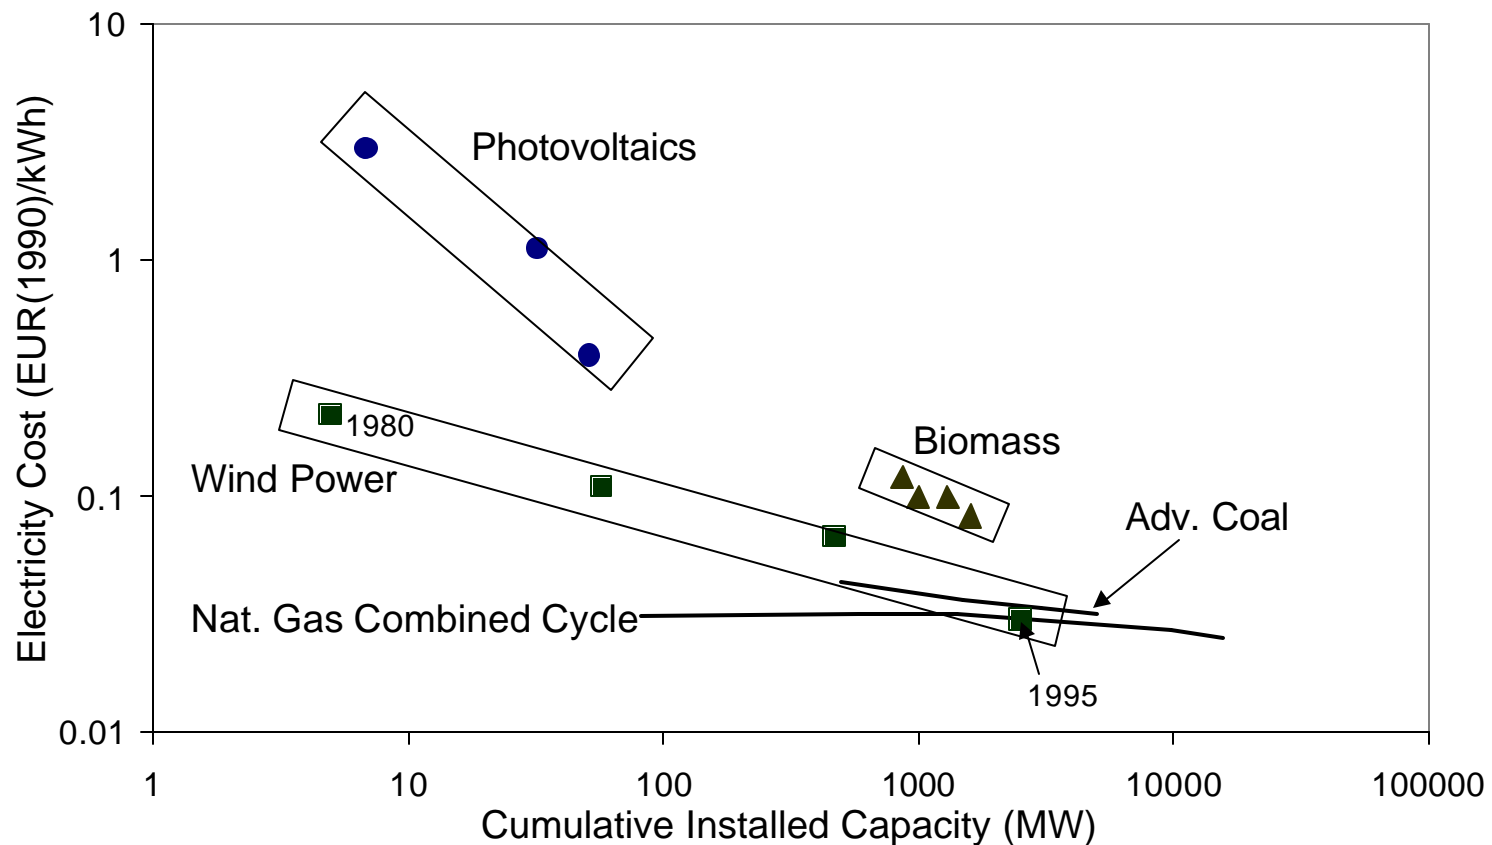 10
Photovoltaics
1
Electricity Cost (EUR(1990)/kWh)
1980
Biomass
Wind Power
0.1
Adv. Coal
Nat. Gas Combined Cycle
1995
0.01
1 10 100 1000 10000 100000
Cumulative Installed Capacity (MW)